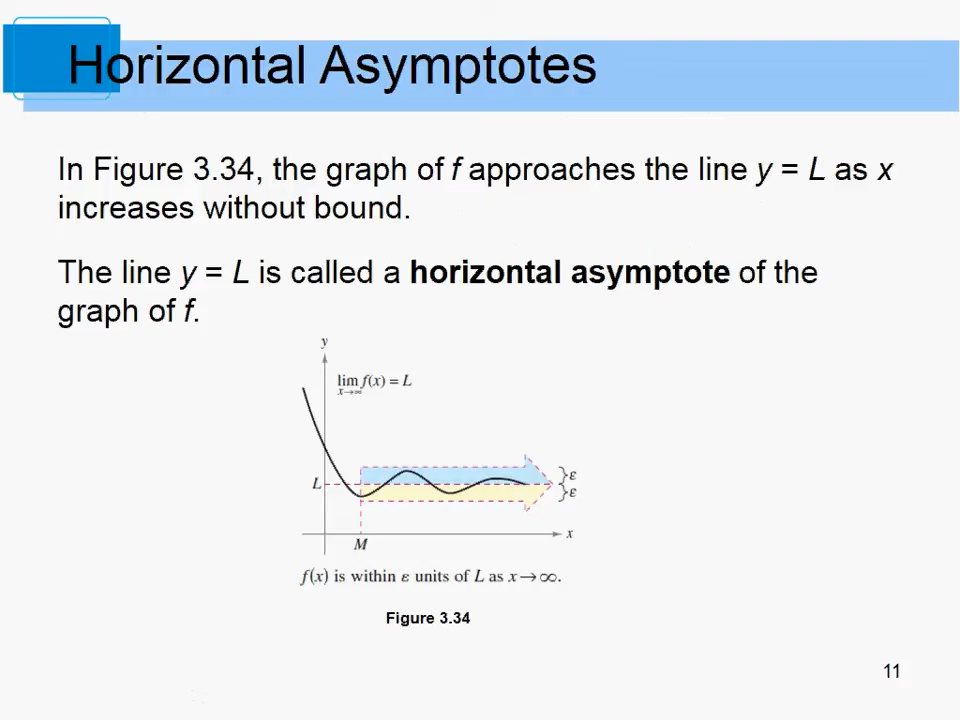 Horizontal Asymptotes
In Figure 3.34, the graph of f approaches the line y = L as x
increases without bound.
The line y = L is called a horizontal asymptote of the
graph of f.
y
lim f(x) = L
x→∞
L
ε
ε
x
M
f(x) is within ε units of L as x→∞.
Figure 3.34
11